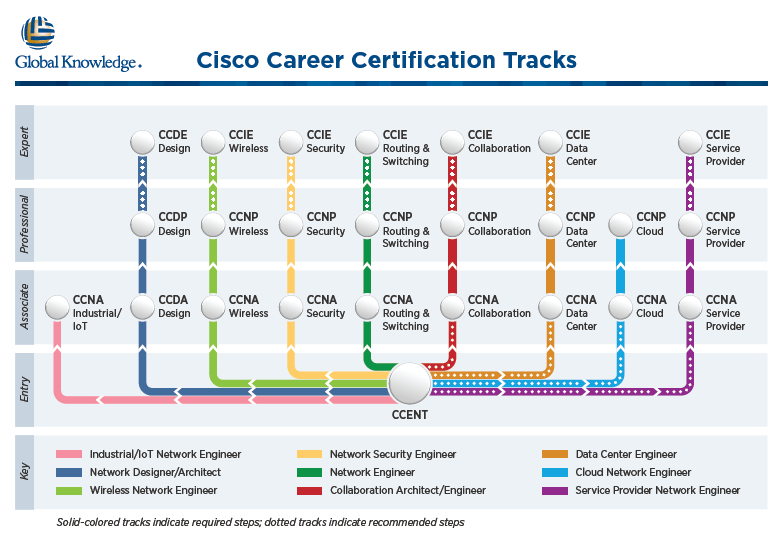 Global Knowledge.
Cisco Career Certification Tracks
Expert
CCDE
Design
CCIE
Wireless
CCIE
Security
CCIE
Routing &
Switching
CCIE
Collaboration
CCIE
Data
Center
CCIE
Service
Provider
Professional
CCDP
Design
CCNP
Wireless
CCNP
Security
CCNP
Routing &
Switching
CCNP
Collaboration
CCNP
Data
Center
CCNP
Cloud
CCNP
Service
Provider
Associate
CCNA
Industrial/
IoT
CCDA
Design
CCNA
Wireless
CCNA
Security
CCNA
Routing &
Switching
CCNA
Collaboration
CCNA
Data
Center
CCNA
Cloud
CCNA
Service
Provider
Entry
CCENT
Key
Industrial/IoT Network Engineer
Network Designer/Architect
Wireless Network Engineer
Network Security Engineer
Network Engineer
Collaboration Architect/Engineer
Data Center Engineer
Cloud Network Engineer
Service Provider Network Engineer
Solid-colored tracks indicate required steps; dotted tracks indicate recommended steps